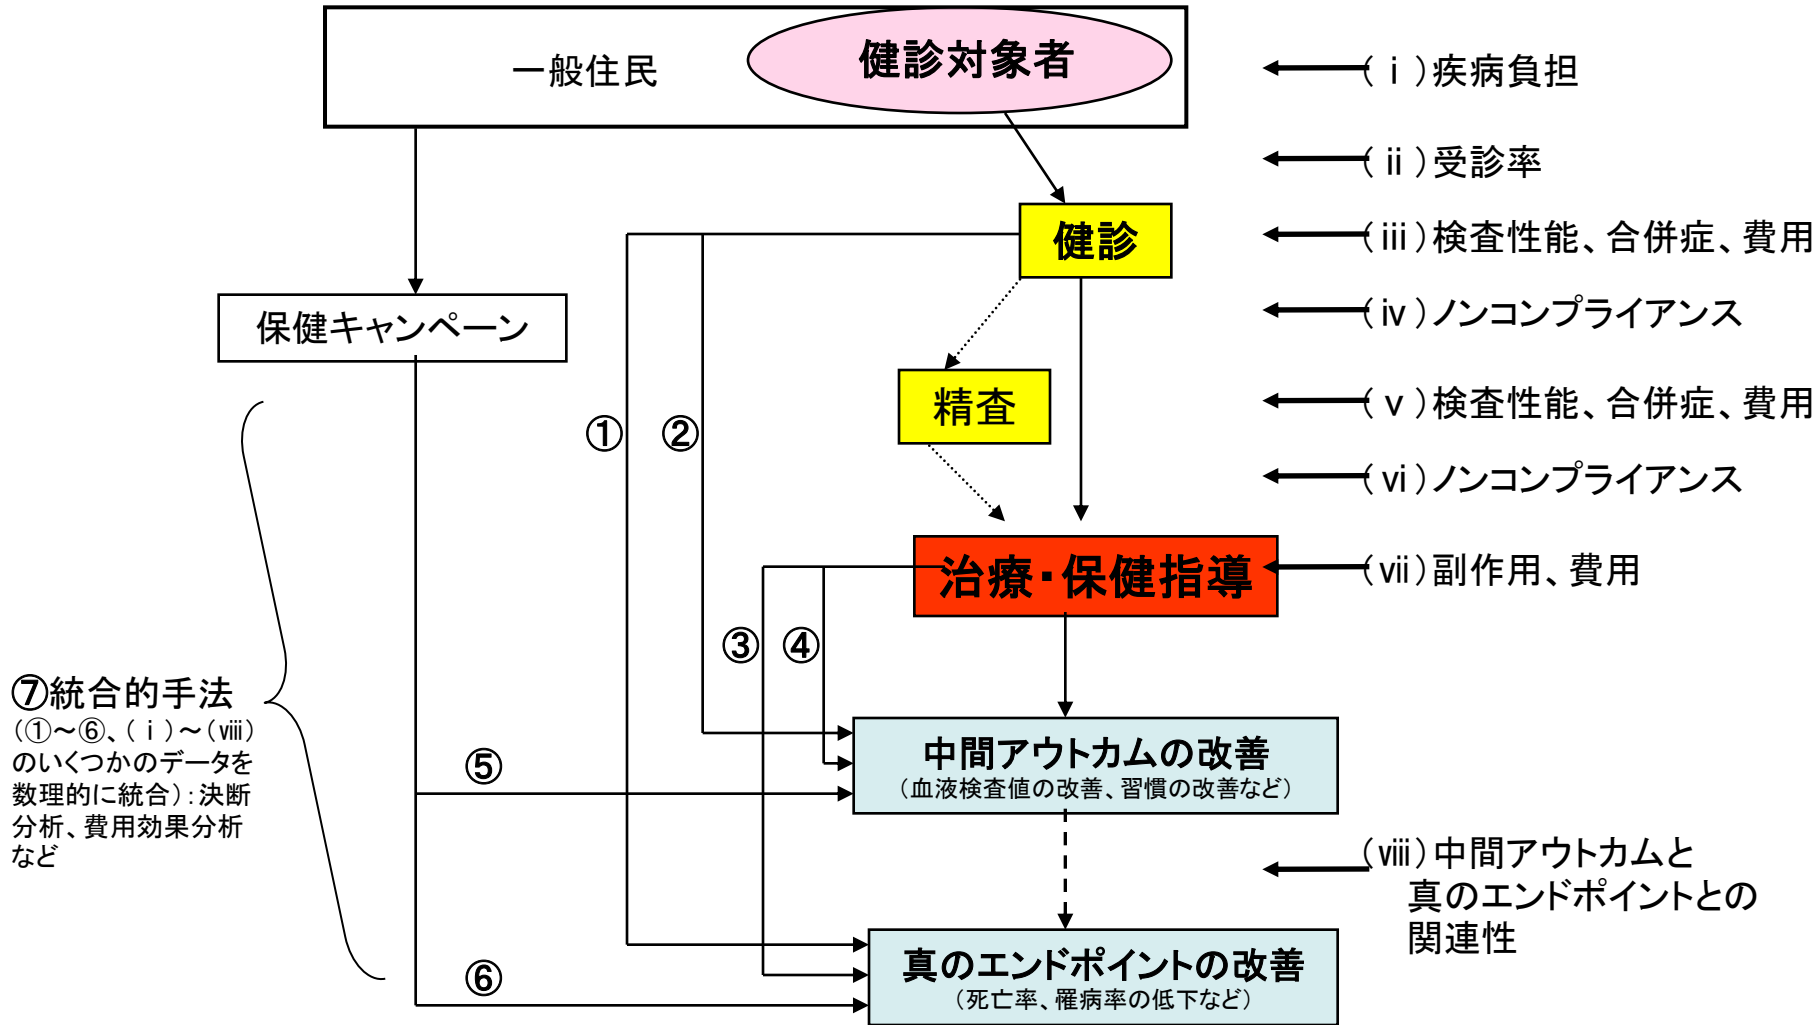 一般住民
健診対象者
(ⅰ)疾病負担
(ⅱ)受診率
健診
(ⅲ)検査性能、合併症、費用
保健キャンペーン
(ⅳ)ノンコンプライアンス
精査
(ⅴ)検査性能、合併症、費用
①
②
(ⅵ)ノンコンプライアンス
治療・保健指導
(ⅶ)副作用、費用
③
④
⑦統合的手法
(①~⑥、(ⅰ)~(ⅷ)
のいくつかのデータを
数理的に統合):決断
分析、費用効果分析
など
中間アウトカムの改善
(血液検査値の改善、習慣の改善など)
⑤
(ⅷ)中間アウトカムと
真のエンドポイントとの
関連性
真のエンドポイントの改善
(死亡率、罹病率の低下など)
⑥